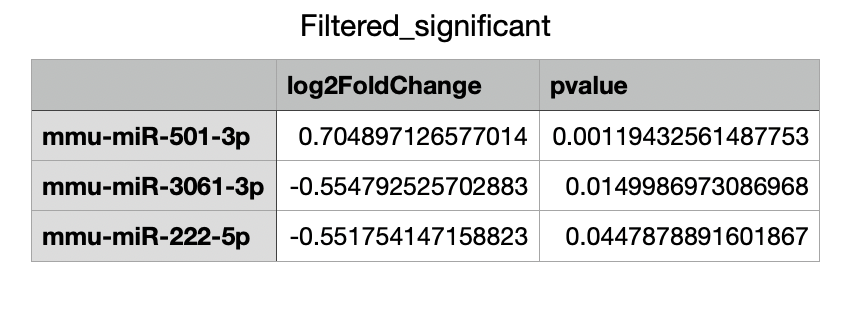 Filtered_significant
log2FoldChange pvalue
mmu-miR-501-3p 0.704897126577014 0.00119432561487753
mmu-miR-3061-3p -0.554792525702883 0.0149986973086968
mmu-miR-222-5p -0.551754147158823 0.0447878891601867